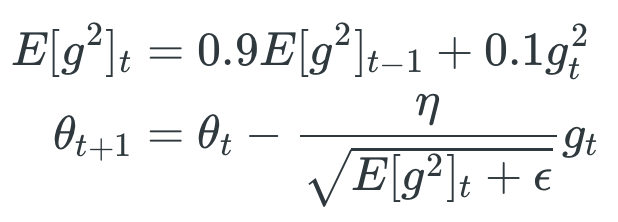 E[g²]ₜ = 0.9E[g²]ₜ₋₁ + 0.1gₜ²
θₜ₊₁ = θₜ − η / √(E[g²]ₜ + ϵ) gₜ